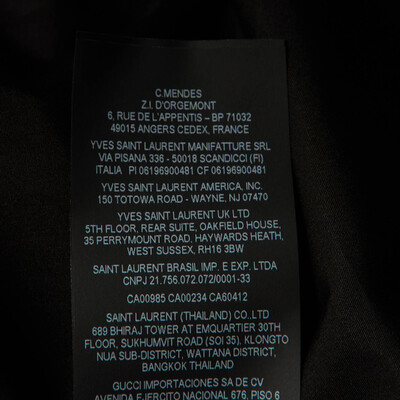 C.MENDES
Z.I. D'ORGEMONT
6, RUE DE L'APPENTIS – BP 71032
49015 ANGERS CEDEX, FRANCE
YVES SAINT LAURENT MANIFATTURE SRL
VIA PISANA 336 - 50018 SCANDICCI (FI)
ITALIA PI 06196900481 CF 06196900481
YVES SAINT LAURENT AMERICA, INC.
150 TOTOWA ROAD - WAYNE, NJ 07470
YVES SAINT LAURENT UK LTD
5TH FLOOR, REAR SUITE, OAKFIELD HOUSE,
35 PERRYMOUNT ROAD, HAYWARDS HEATH,
WEST SUSSEX, RH16 3BW
SAINT LAURENT BRASIL IMP. E EXP. LTDA
CNPJ 21.756.072.072/0001-33
CA00985 CA00234 CA60412
SAINT LAURENT (THAILAND) CO..LTD
689 BHIRAJ TOWER AT EMQUARTIER 30TH
FLOOR, SUKHUMVIT ROAD (SOI 35), KLONGTO
NUA SUB-DISTRICT, WATTANA DISTRICT,
BANGKOK THAILAND
GUCCI IMPORTACIONES SA DE CV
AVENIDA EJERCITO NACIONAL 676, PISO 6